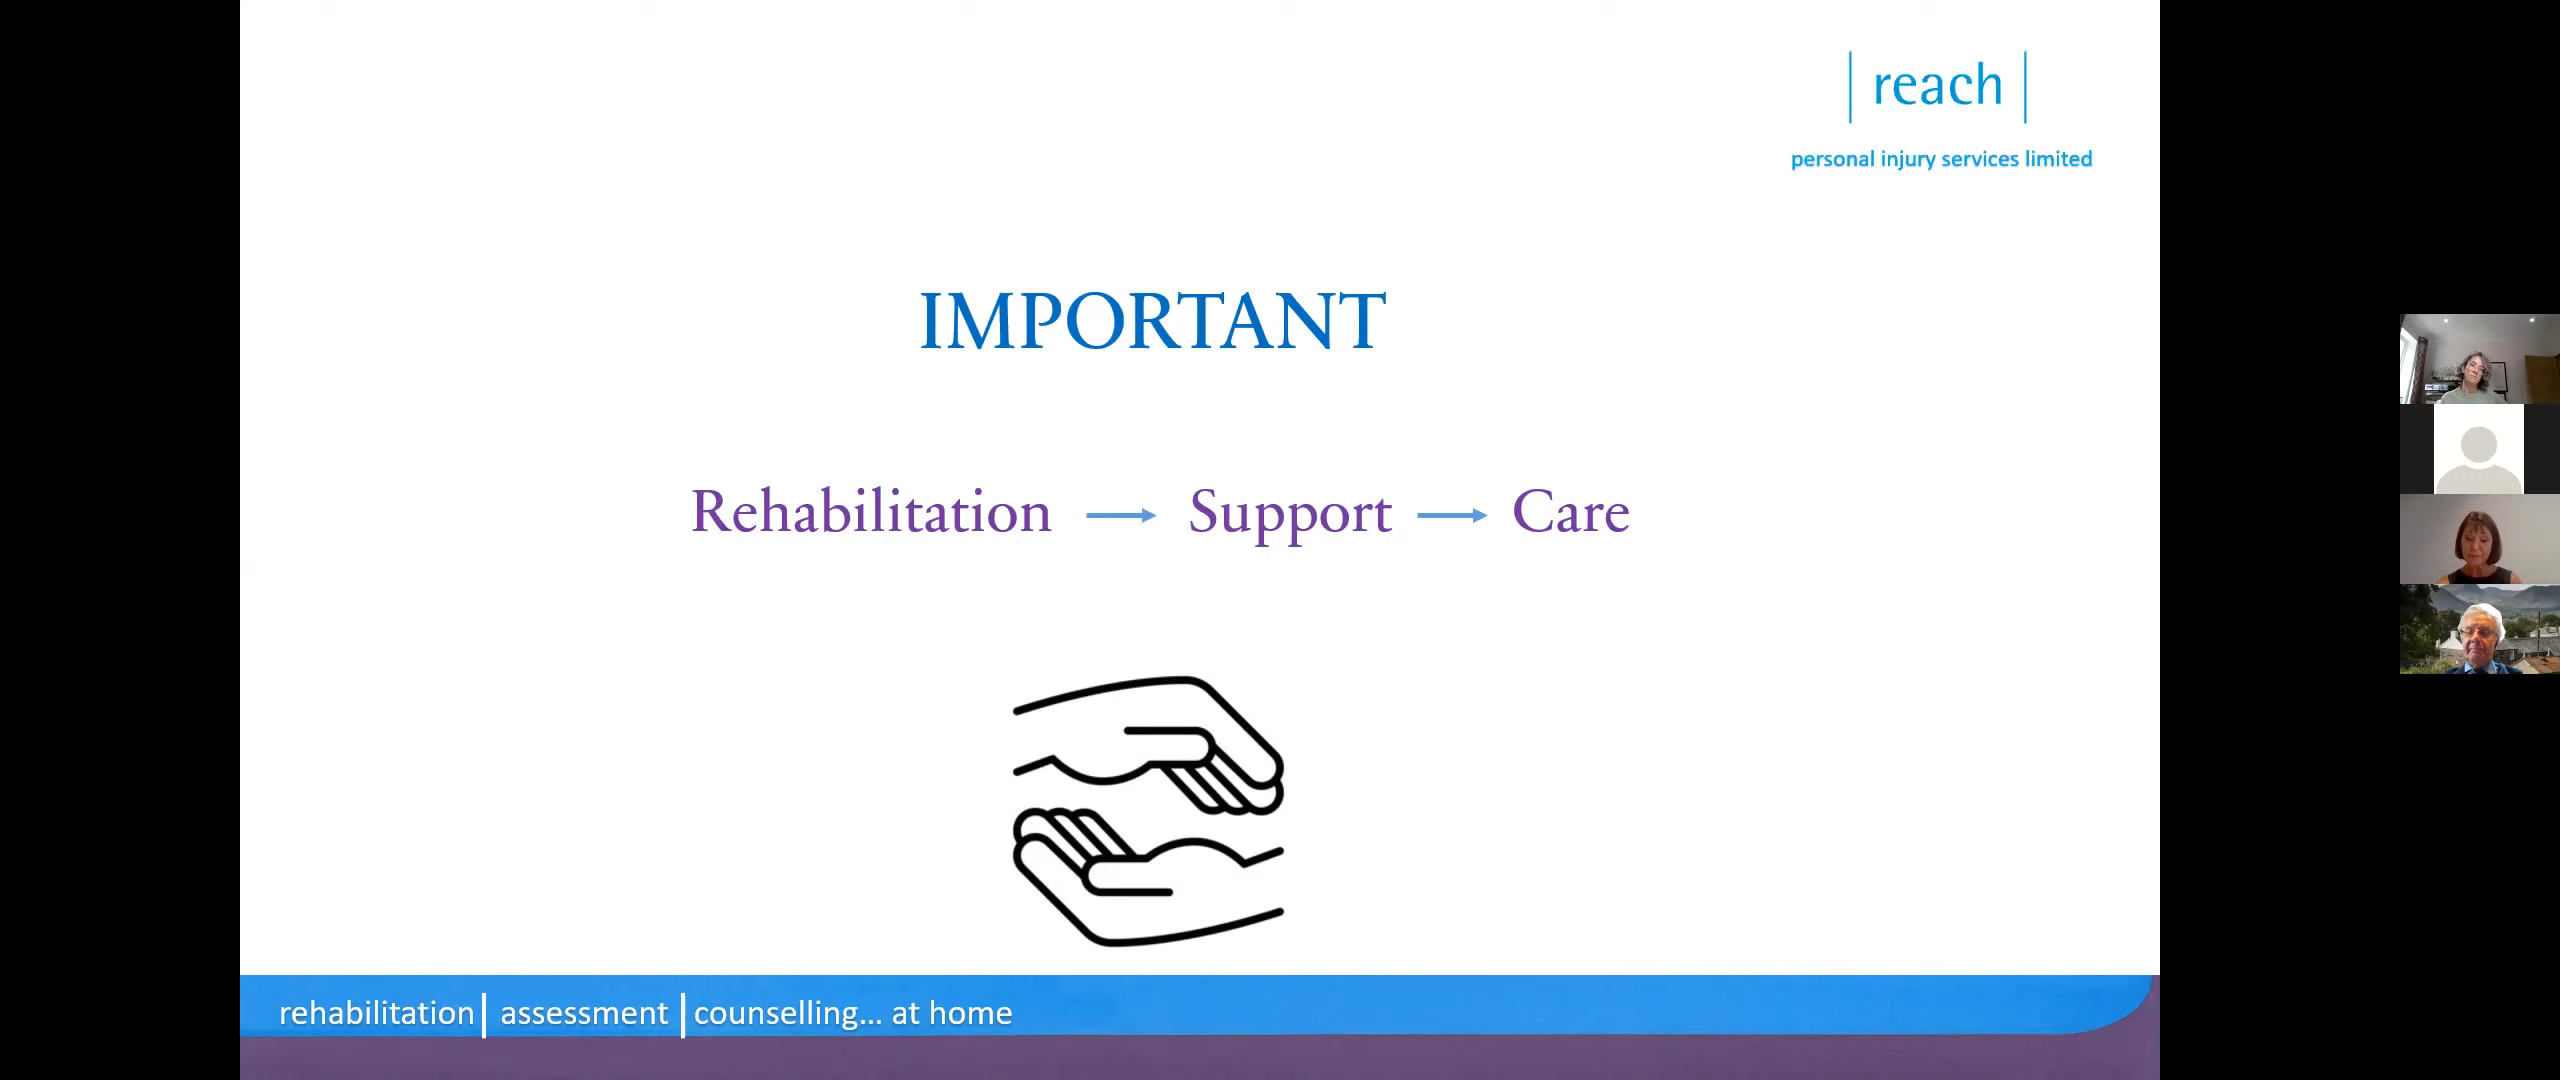 reach
personal injury services limited
IMPORTANT
Rehabilitation → Support → Care
rehabilitation | assessment | counselling... at home